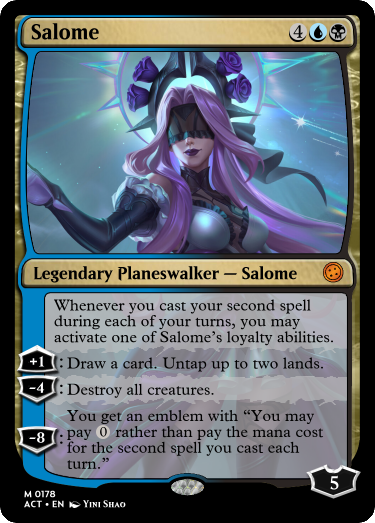 Salome 4
Legendary Planeswalker — Salome
Whenever you cast your second spell
during each of your turns, you may
activate one of Salome's loyalty abilities.
+1: Draw a card. Untap up to two lands.
-4: Destroy all creatures.
You get an emblem with "You may
pay 0 rather than pay the mana cost
-8: for the second spell you cast each
turn."
5
M 0178
ACT • EN Yini Shao